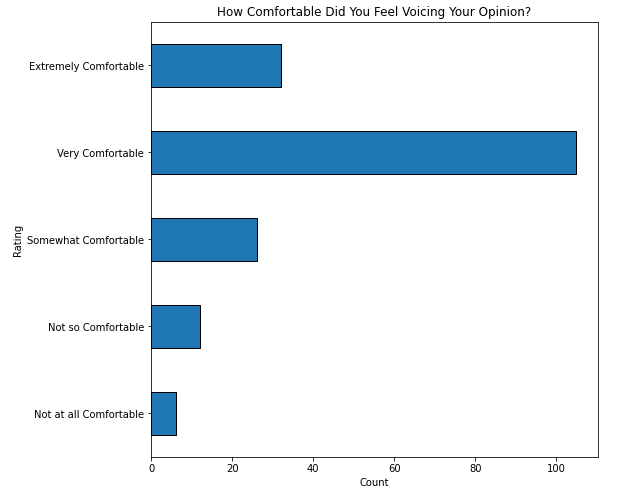 How Comfortable Did You Feel Voicing Your Opinion?
Extremely Comfortable
Very Comfortable
Somewhat Comfortable
Not so Comfortable
Not at all Comfortable
Rating
0 20 40 60 80 100
Count